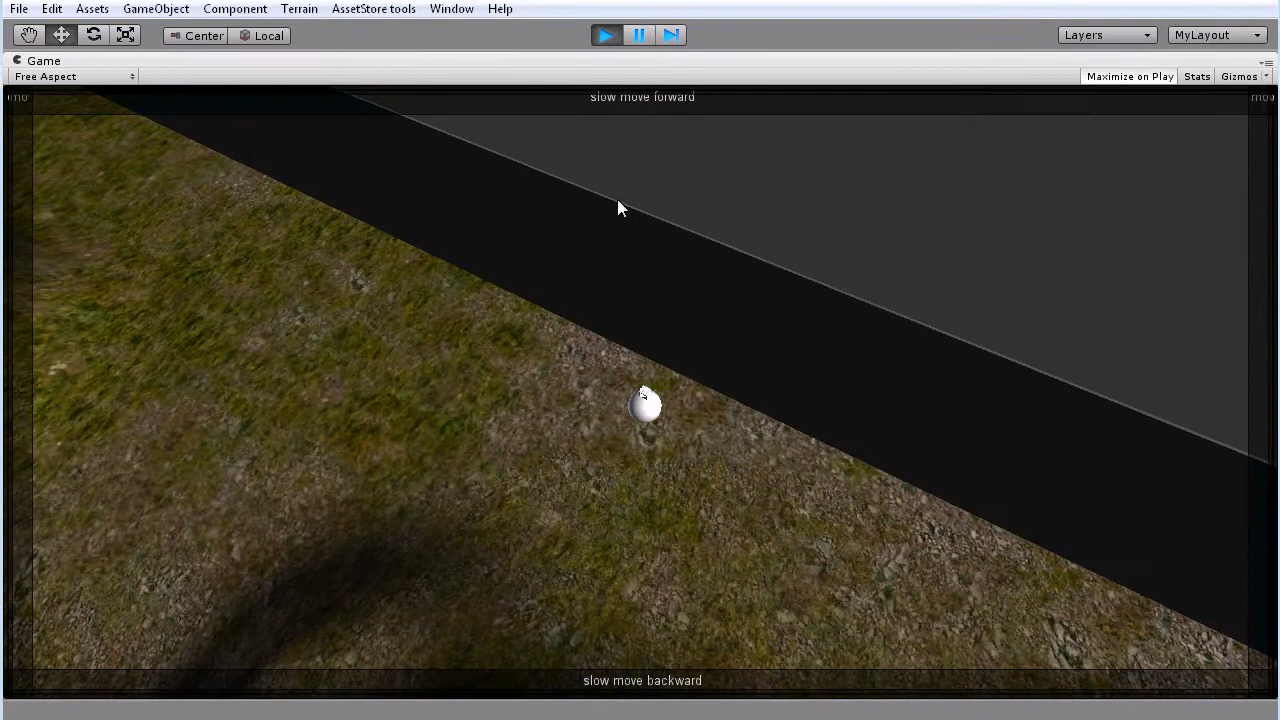 File Edit Assets GameObject Component Terrain AssetStore tools Window Help
Center Local Layers MyLayout
Game
Free Aspect Maximize on Play Stats Gizmos
slow move forward
slow move backward